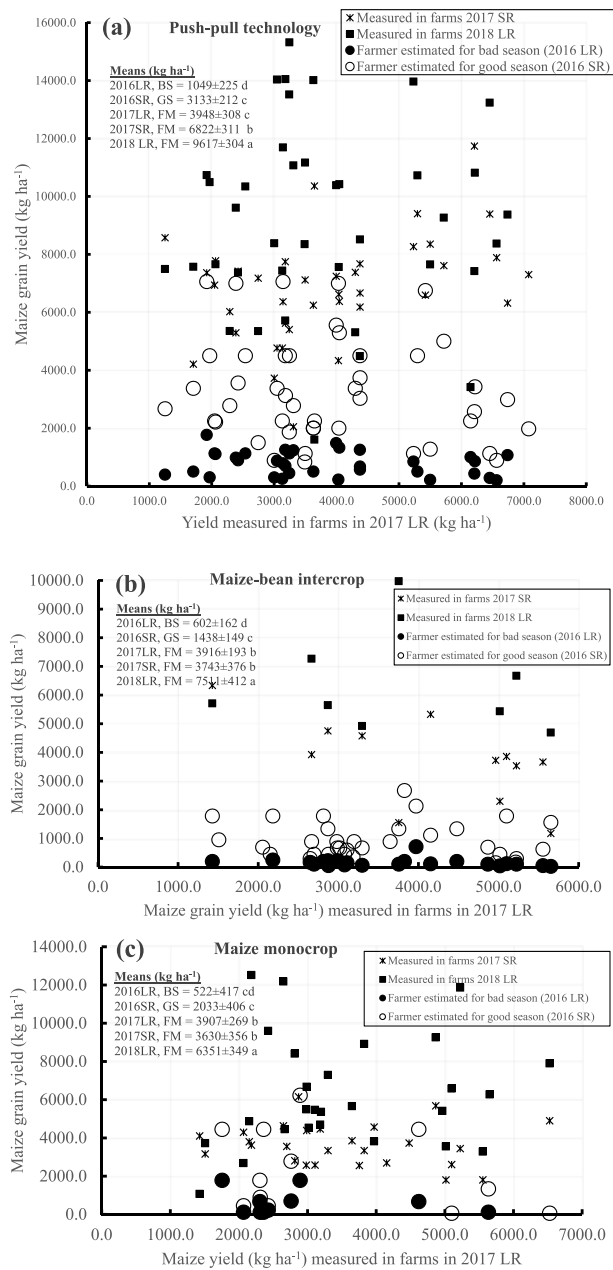 (a)
Push-pull technology
Measured in farms 2017 SR
Measured in farms 2018 LR
Farmer estimated for bad season (2016 LR)
Farmer estimated for good season (2016 SR)
Means (kg ha-1)
2016LR, BS = 1049±225 d
2016SR, GS = 3133±212 c
2017LR, FM = 3948±308 c
2017SR, FM = 6822±311 b
2018 LR, FM = 9617±304 a
Maize grain yield (kg ha-1)
16000.0
14000.0
12000.0
10000.0
8000.0
6000.0
4000.0
2000.0
0.0
0.0 1000.0 2000.0 3000.0 4000.0 5000.0 6000.0 7000.0 8000.0
Yield measured in farms in 2017 LR (kg ha-1)
(b)
Maize-bean intercrop
Means (kg ha-1)
2016LR, BS = 602±162 d
2016SR, GS = 1438±149 c
2017LR, FM = 3916±193 b
2017SR, FM = 3743±376 b
2018LR, FM = 7511±412 a
Measured in farms 2017 SR
Measured in farms 2018 LR
Farmer estimated for bad season (2016 LR)
Farmer estimated for good season (2016 SR)
Maize grain yield (kg ha-1)
10000.0
9000.0
8000.0
7000.0
6000.0
5000.0
4000.0
3000.0
2000.0
1000.0
0.0
0.0 1000.0 2000.0 3000.0 4000.0 5000.0 6000.0
Maize grain yield (kg ha-1) measured in farms in 2017 LR
(c)
Maize monocrop
Means (kg ha-1)
2016LR, BS = 522±417 cd
2016SR, GS = 2033±406 c
2017LR, FM = 3907±269 b
2017SR, FM = 3630±356 b
2018LR, FM = 6351±349 a
Measured in farms 2017 SR
Measured in farms 2018 LR
Farmer estimated for bad season (2016 LR)
Farmer estimated for good season (2016 SR)
Maize grain yield (kg ha-1)
14000.0
12000.0
10000.0
8000.0
6000.0
4000.0
2000.0
0.0
0.0 1000.0 2000.0 3000.0 4000.0 5000.0 6000.0 7000.0
Maize yield (kg ha-1) measured in farms in 2017 LR